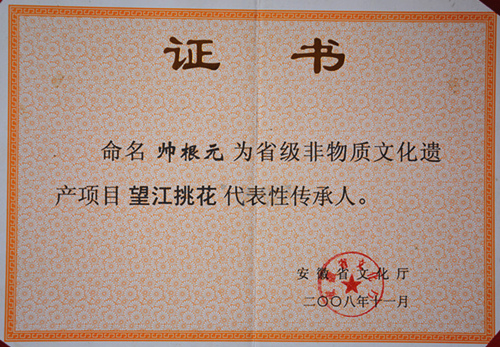 证书
命名 帅根元 为省级非物质文化遗
产项目 望江挑花 代表性传承人。
安徽省文化厅
二〇〇八年十一月